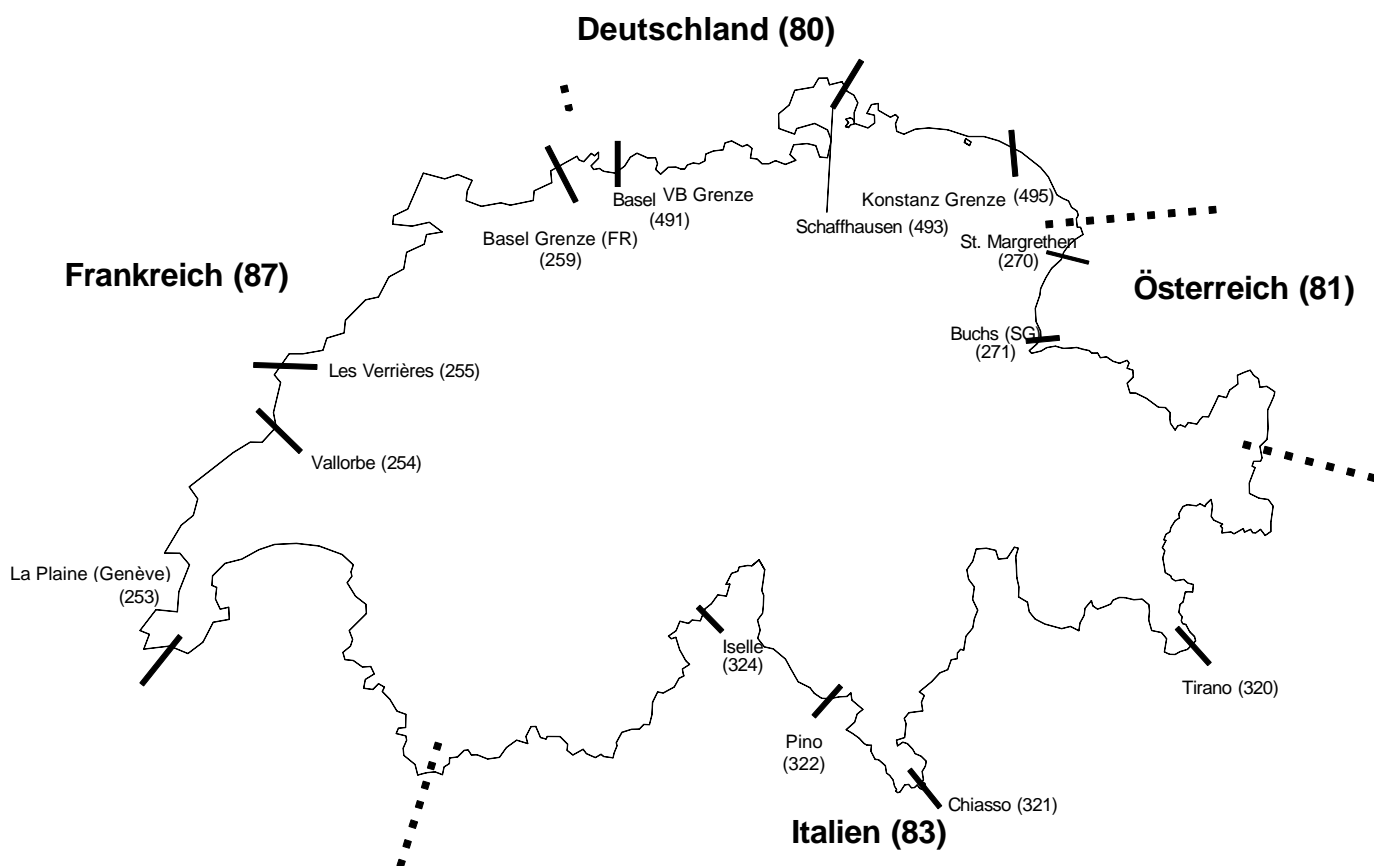 Deutschland (80)
Basel VB Grenze
(491)
Konstanz Grenze (495)
Schaffhausen (493)
Basel Grenze (FR)
(259)
St. Margrethen
(270)
Frankreich (87)
Österreich (81)
Buchs (SG)
(271)
Les Verrières (255)
Vallorbe (254)
La Plaine (Genève)
(253)
Iselle
(324)
Tirano (320)
Pino
(322)
Chiasso (321)
Italien (83)